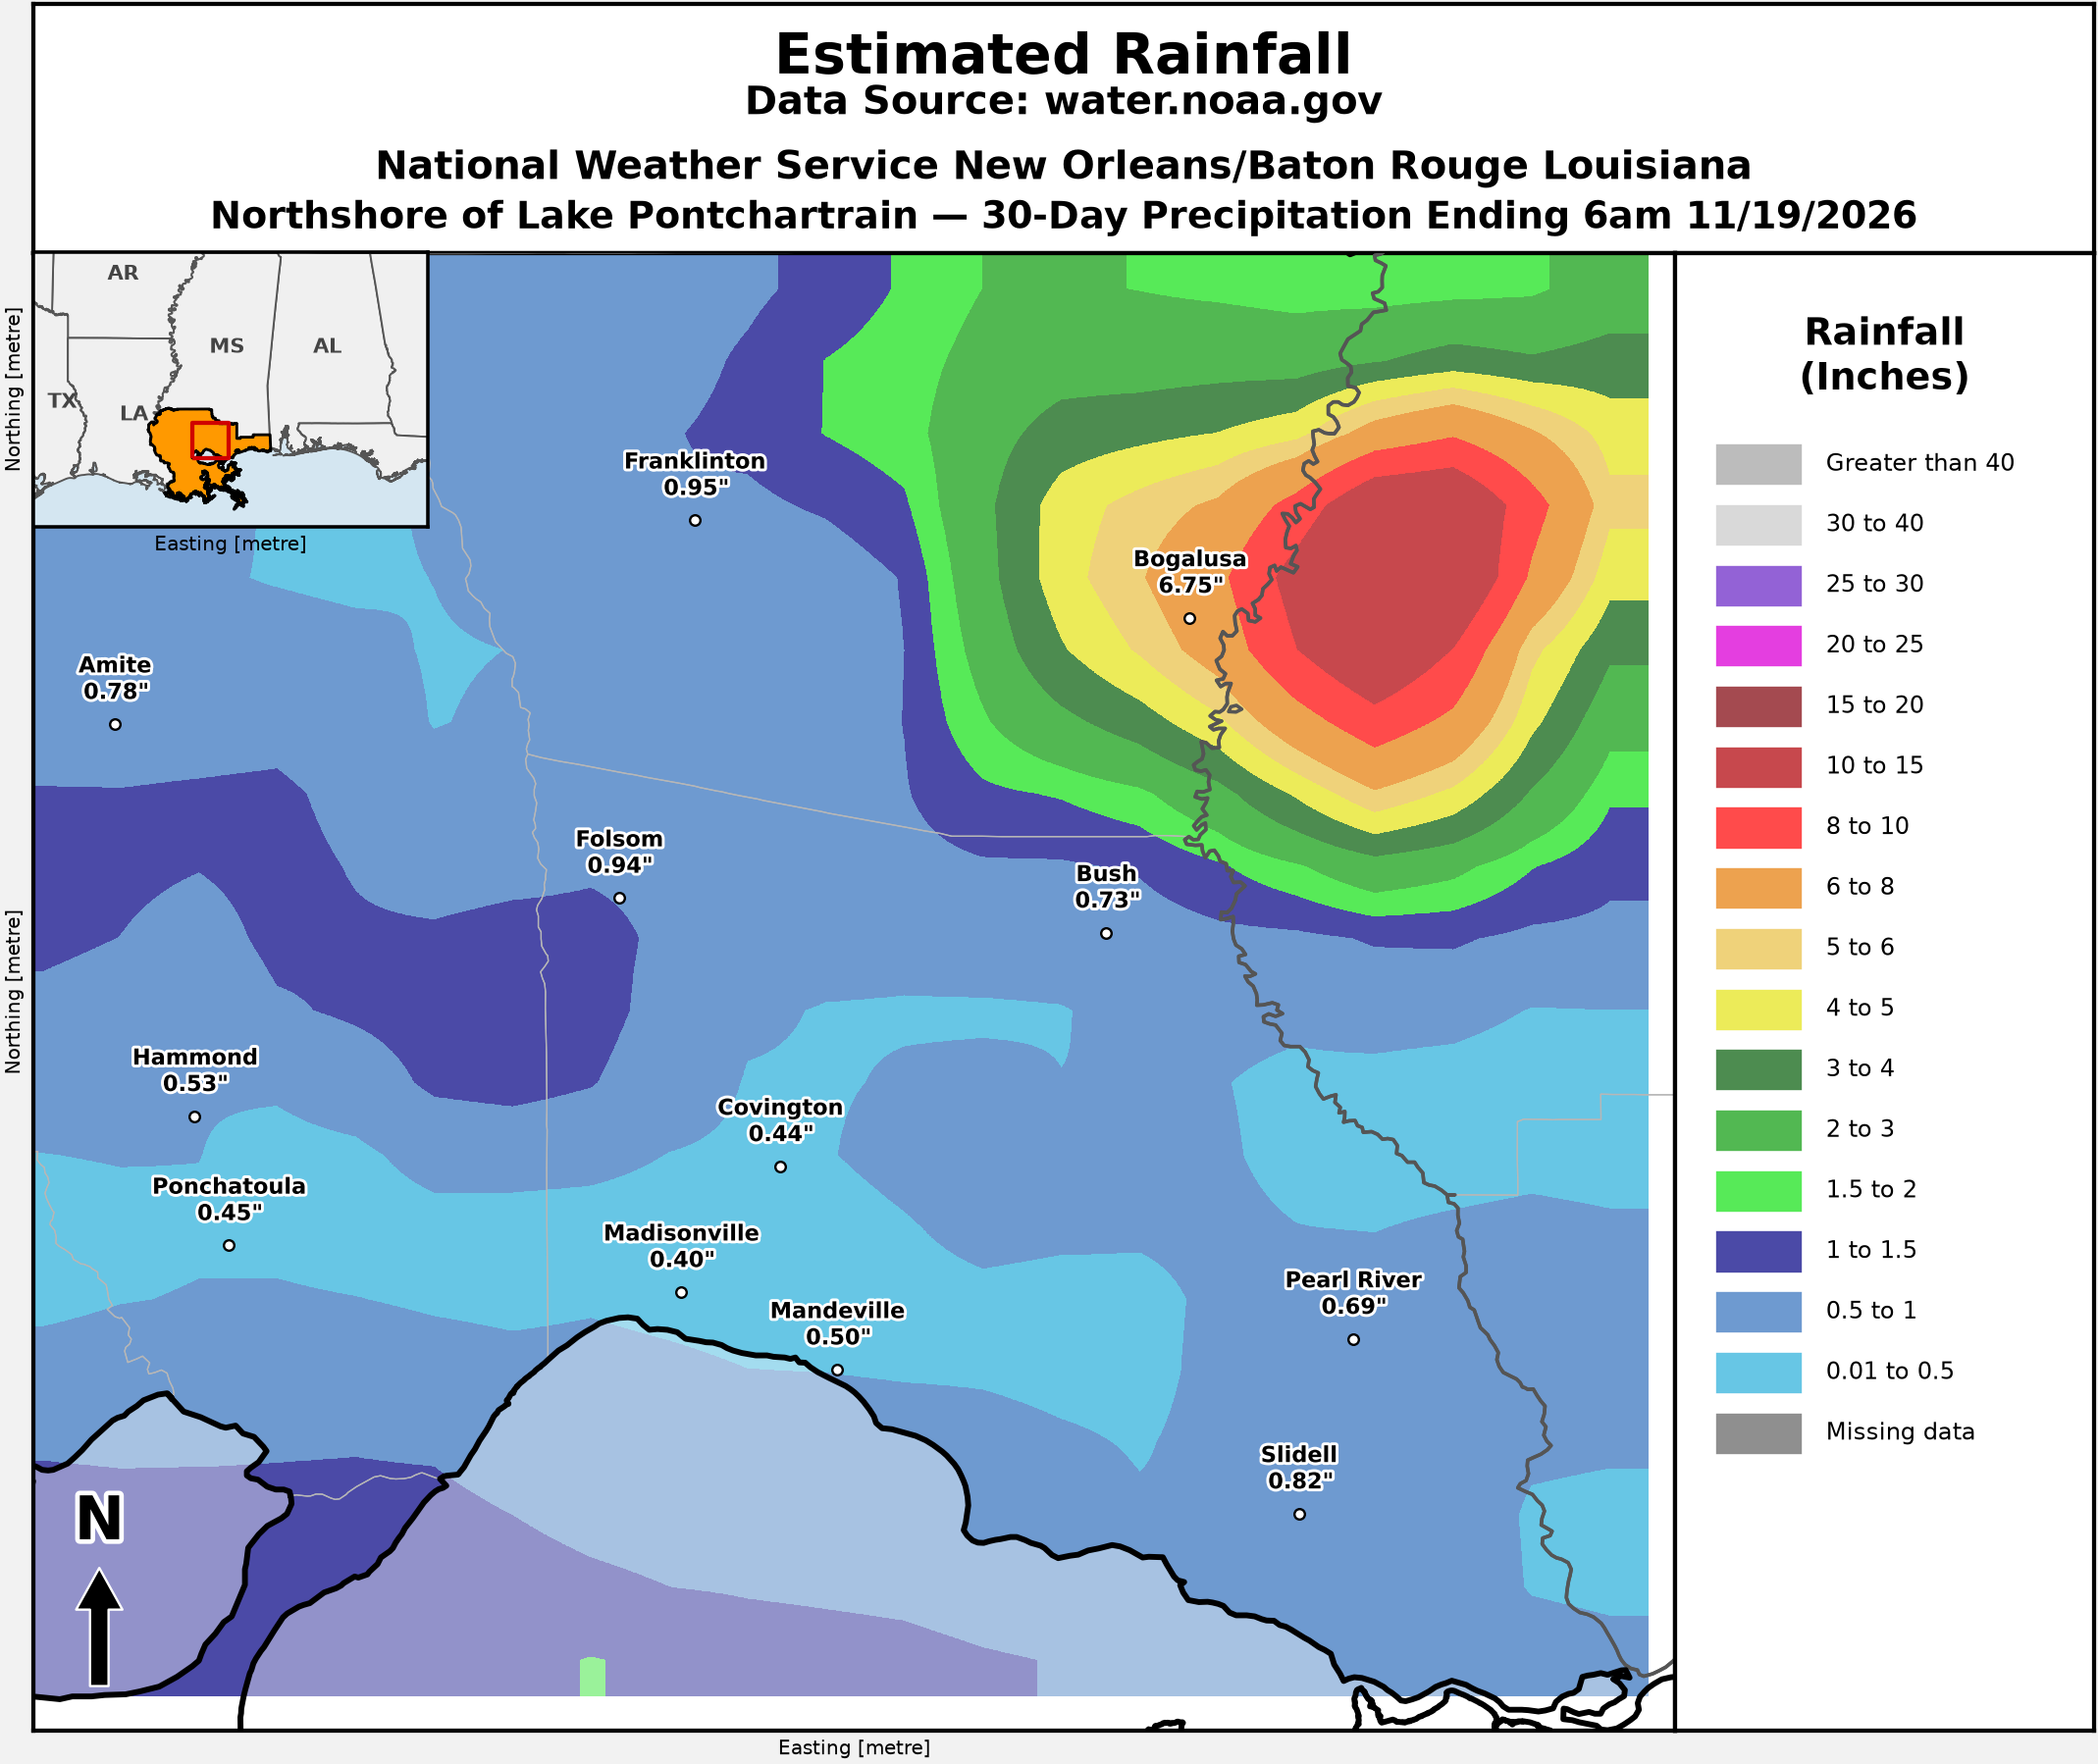 Estimated Rainfall
Data Source: water.noaa.gov
National Weather Service New Orleans/Baton Rouge Louisiana
Northshore of Lake Pontchartrain — 30-Day Precipitation Ending 6am 11/19/2026
AR
MS
AL
TX
LA
Northing [metre]
Easting [metre]
Franklinton
0.95"
Bogalusa
6.75"
Amite
0.78"
Folsom
0.94"
Bush
0.73"
Northing [metre]
Hammond
0.53"
Covington
0.44"
Ponchatoula
0.45"
Madisonville
0.40"
Mandeville
0.50"
Pearl River
0.69"
Slidell
0.82"
N
Easting [metre]
Rainfall
(Inches)
Greater than 40
30 to 40
25 to 30
20 to 25
15 to 20
10 to 15
8 to 10
6 to 8
5 to 6
4 to 5
3 to 4
2 to 3
1.5 to 2
1 to 1.5
0.5 to 1
0.01 to 0.5
Missing data